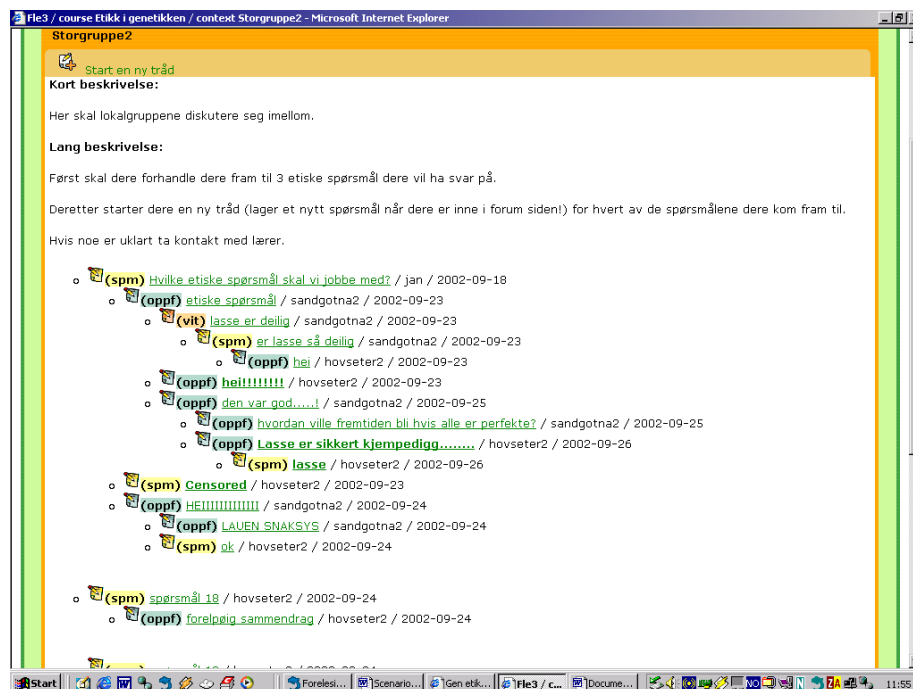 Fle3 / course Etikk i genetikken / context Storgruppe2 - Microsoft Internet Explorer
Storgruppe2
Start en ny tråd
Kort beskrivelse:
Her skal lokalgruppene diskutere seg imellom.
Lang beskrivelse:
Først skal dere forhandle dere fram til 3 etiske spørsmål dere vil ha svar på.
Deretter starter dere en ny tråd (lager et nytt spørsmål når dere er inne i forum siden!) for hvert av de spørsmålene dere kom fram til.
Hvis noe er uklart ta kontakt med lærer.
(spm) Hvilke etiske spørsmål skal vi jobbe med? / jan / 2002-09-18
(oppf) etiske spørsmål / sandgotna2 / 2002-09-23
(vit) lasse er deilig / sandgotna2 / 2002-09-23
(spm) er lasse så deilig / sandgotna2 / 2002-09-23
(oppf) hei / hovseter2 / 2002-09-23
(oppf) hei!!!!!!!! / hovseter2 / 2002-09-23
(oppf) den var god.....! / sandgotna2 / 2002-09-25
(oppf) hvordan ville fremtiden bli hvis alle er perfekte? / sandgotna2 / 2002-09-25
(oppf) Lasse er sikkert kjempedigg........ / hovseter2 / 2002-09-26
(spm) lasse / hovseter2 / 2002-09-26
(spm) Censored / hovseter2 / 2002-09-23
(oppf) HEIIIIIIIIIIIII / sandgotna2 / 2002-09-24
(oppf) LAUEN SNAKSYS / sandgotna2 / 2002-09-24
(spm) ok / hovseter2 / 2002-09-24
(spm) spørsmål 18 / hovseter2 / 2002-09-24
(oppf) forelpøig sammendrag / hovseter2 / 2002-09-24
Start Forelesi... Scenario... Gen etik... Fle3 / c... Docume... NO ZA 11:55